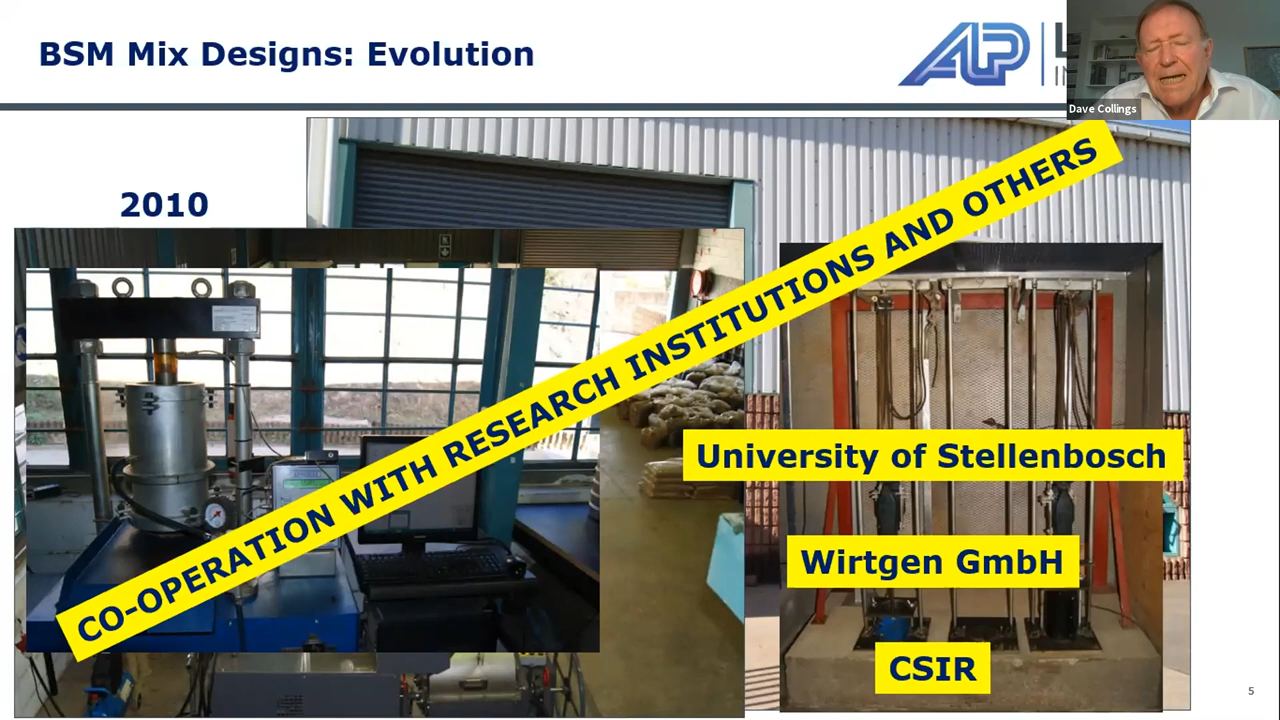 BSM Mix Designs: Evolution
Dave Collings
2010
CO-OPERATION WITH RESEARCH INSTITUTIONS AND OTHERS
University of Stellenbosch
Wirtgen GmbH
CSIR
5